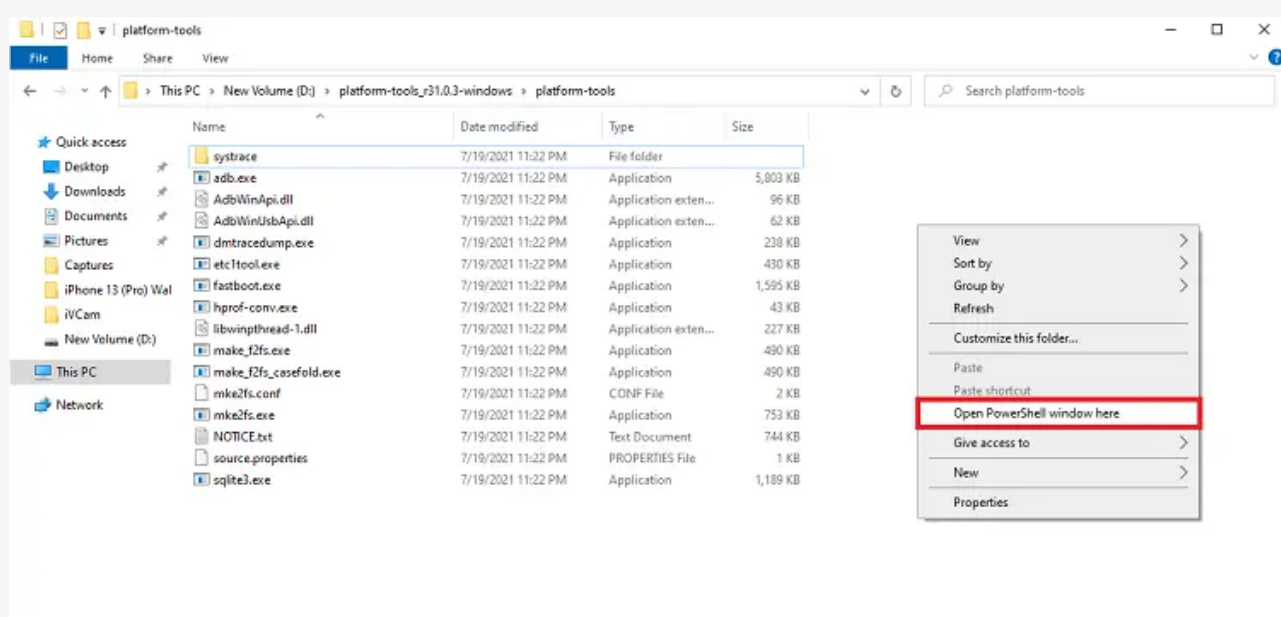 platform-tools
File Home Share View
This PC > New Volume (D:) > platform-tools_r31.0.3-windows > platform-tools
Search platform-tools
Quick access
Desktop
Downloads
Documents
Pictures
Captures
iPhone 13 (Pro) Wal
iVCam
New Volume (D:)
This PC
Network
Name Date modified Type Size
systrace 7/19/2021 11:22 PM File folder
adb.exe 7/19/2021 11:22 PM Application 5,803 KB
AdbWinApi.dll 7/19/2021 11:22 PM Application exten... 96 KB
AdbWinUsbApi.dll 7/19/2021 11:22 PM Application exten... 62 KB
dmtracedump.exe 7/19/2021 11:22 PM Application 238 KB
etc1tool.exe 7/19/2021 11:22 PM Application 430 KB
fastboot.exe 7/19/2021 11:22 PM Application 1,595 KB
hprof-conv.exe 7/19/2021 11:22 PM Application 43 KB
libwinpthread-1.dll 7/19/2021 11:22 PM Application exten... 227 KB
make_f2fs.exe 7/19/2021 11:22 PM Application 490 KB
make_f2fs_casefold.exe 7/19/2021 11:22 PM Application 490 KB
mke2fs.conf 7/19/2021 11:22 PM CONF File 2 KB
mke2fs.exe 7/19/2021 11:22 PM Application 753 KB
NOTICE.txt 7/19/2021 11:22 PM Text Document 744 KB
source.properties 7/19/2021 11:22 PM PROPERTIES File 1 KB
sqlite3.exe 7/19/2021 11:22 PM Application 1,189 KB
View
Sort by
Group by
Refresh
Customize this folder...
Paste
Paste shortcut
Open PowerShell window here
Give access to
New
Properties